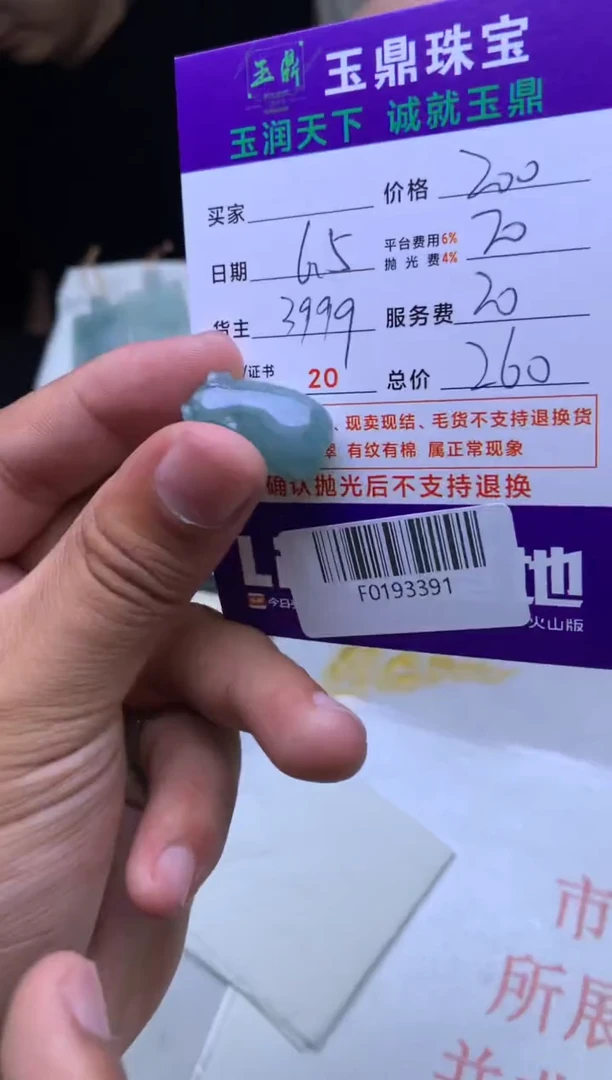 玉鼎 玉鼎珠宝
玉润天下 诚就玉鼎
买家 价格 200
日期 6.5 平台费用6% 抛光费4% 20
货主 3999 服务费 20
/证书 20 总价 260
、现卖现结、毛货不支持退换货
有纹有棉 属正常现象
确认抛光后不支持退换
地
F0193391
今日 火山版
市
所展